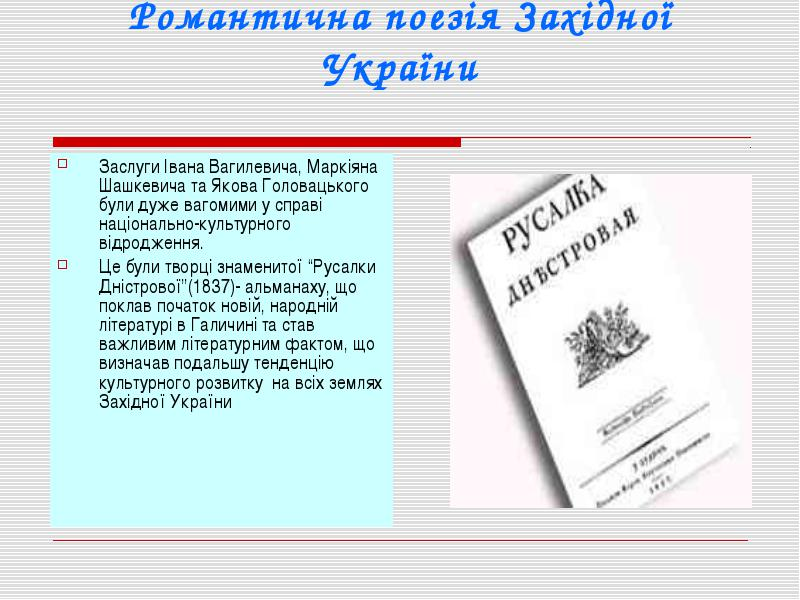 Романтична поезія Західної
України
Заслуги Івана Вагилевича, Маркіяна
Шашкевича та Якова Головацького
були дуже вагомими у справі
національно-культурного
відродження.
Це були творці знаменитої “Русалки
Дністрової”(1837)- альманаху, що
поклав початок новій, народній
літературі в Галичині та став
важливим літературним фактом, що
визначав подальшу тенденцію
культурного розвитку на всіх землях
Західної України
РУСАЛКА
ДНѢСТРОВАЯ